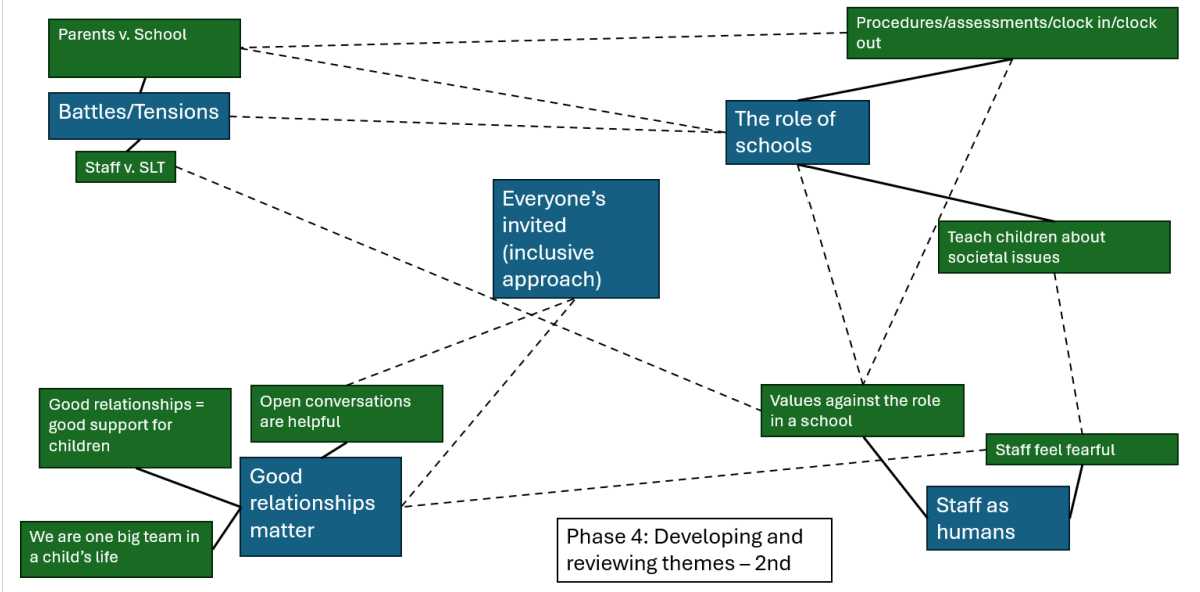 Parents v. School
Procedures/assessments/clock in/clock
out
Battles/Tensions
The role of
schools
Staff v. SLT
Everyone’s
invited
(inclusive
approach)
Teach children about
societal issues
Good relationships =
good support for
children
Open conversations
are helpful
Values against the role
in a school
Staff feel fearful
Good
relationships
matter
Staff as
humans
We are one big team in
a child’s life
Phase 4: Developing and
reviewing themes – 2nd